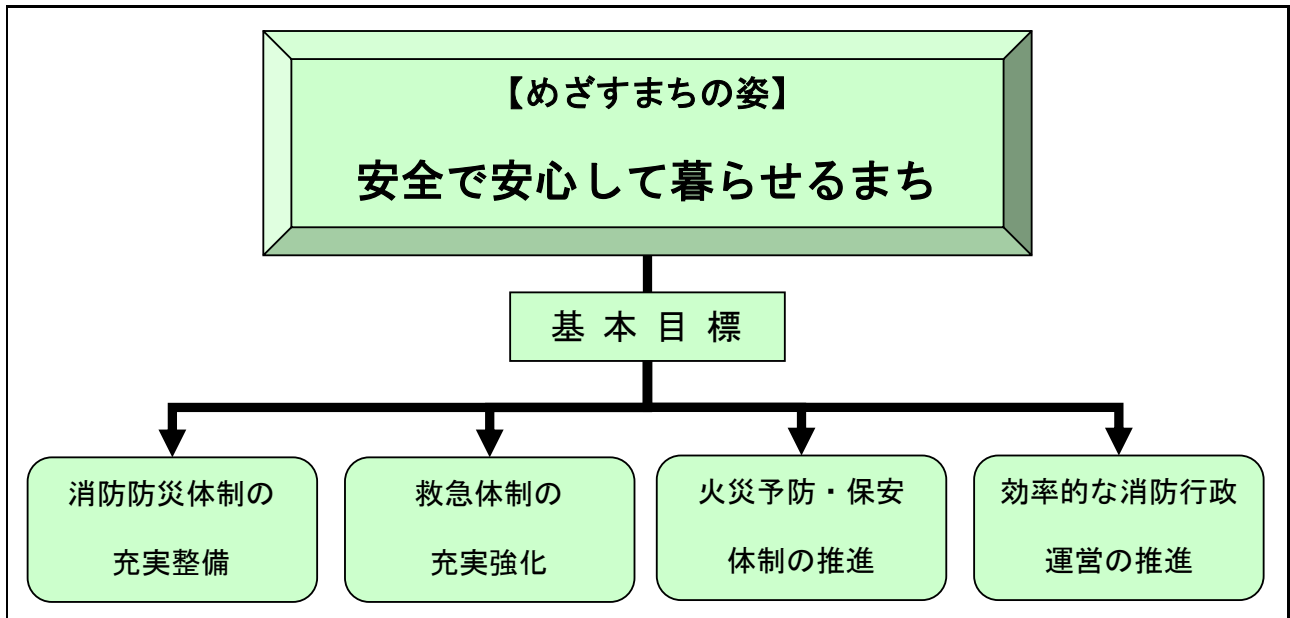 【めざすまちの姿】
安全で安心して暮らせるまち
基本目標
消防防災体制の
充実整備
救急体制の
充実強化
火災予防・保安
体制の推進
効率的な消防行政
運営の推進